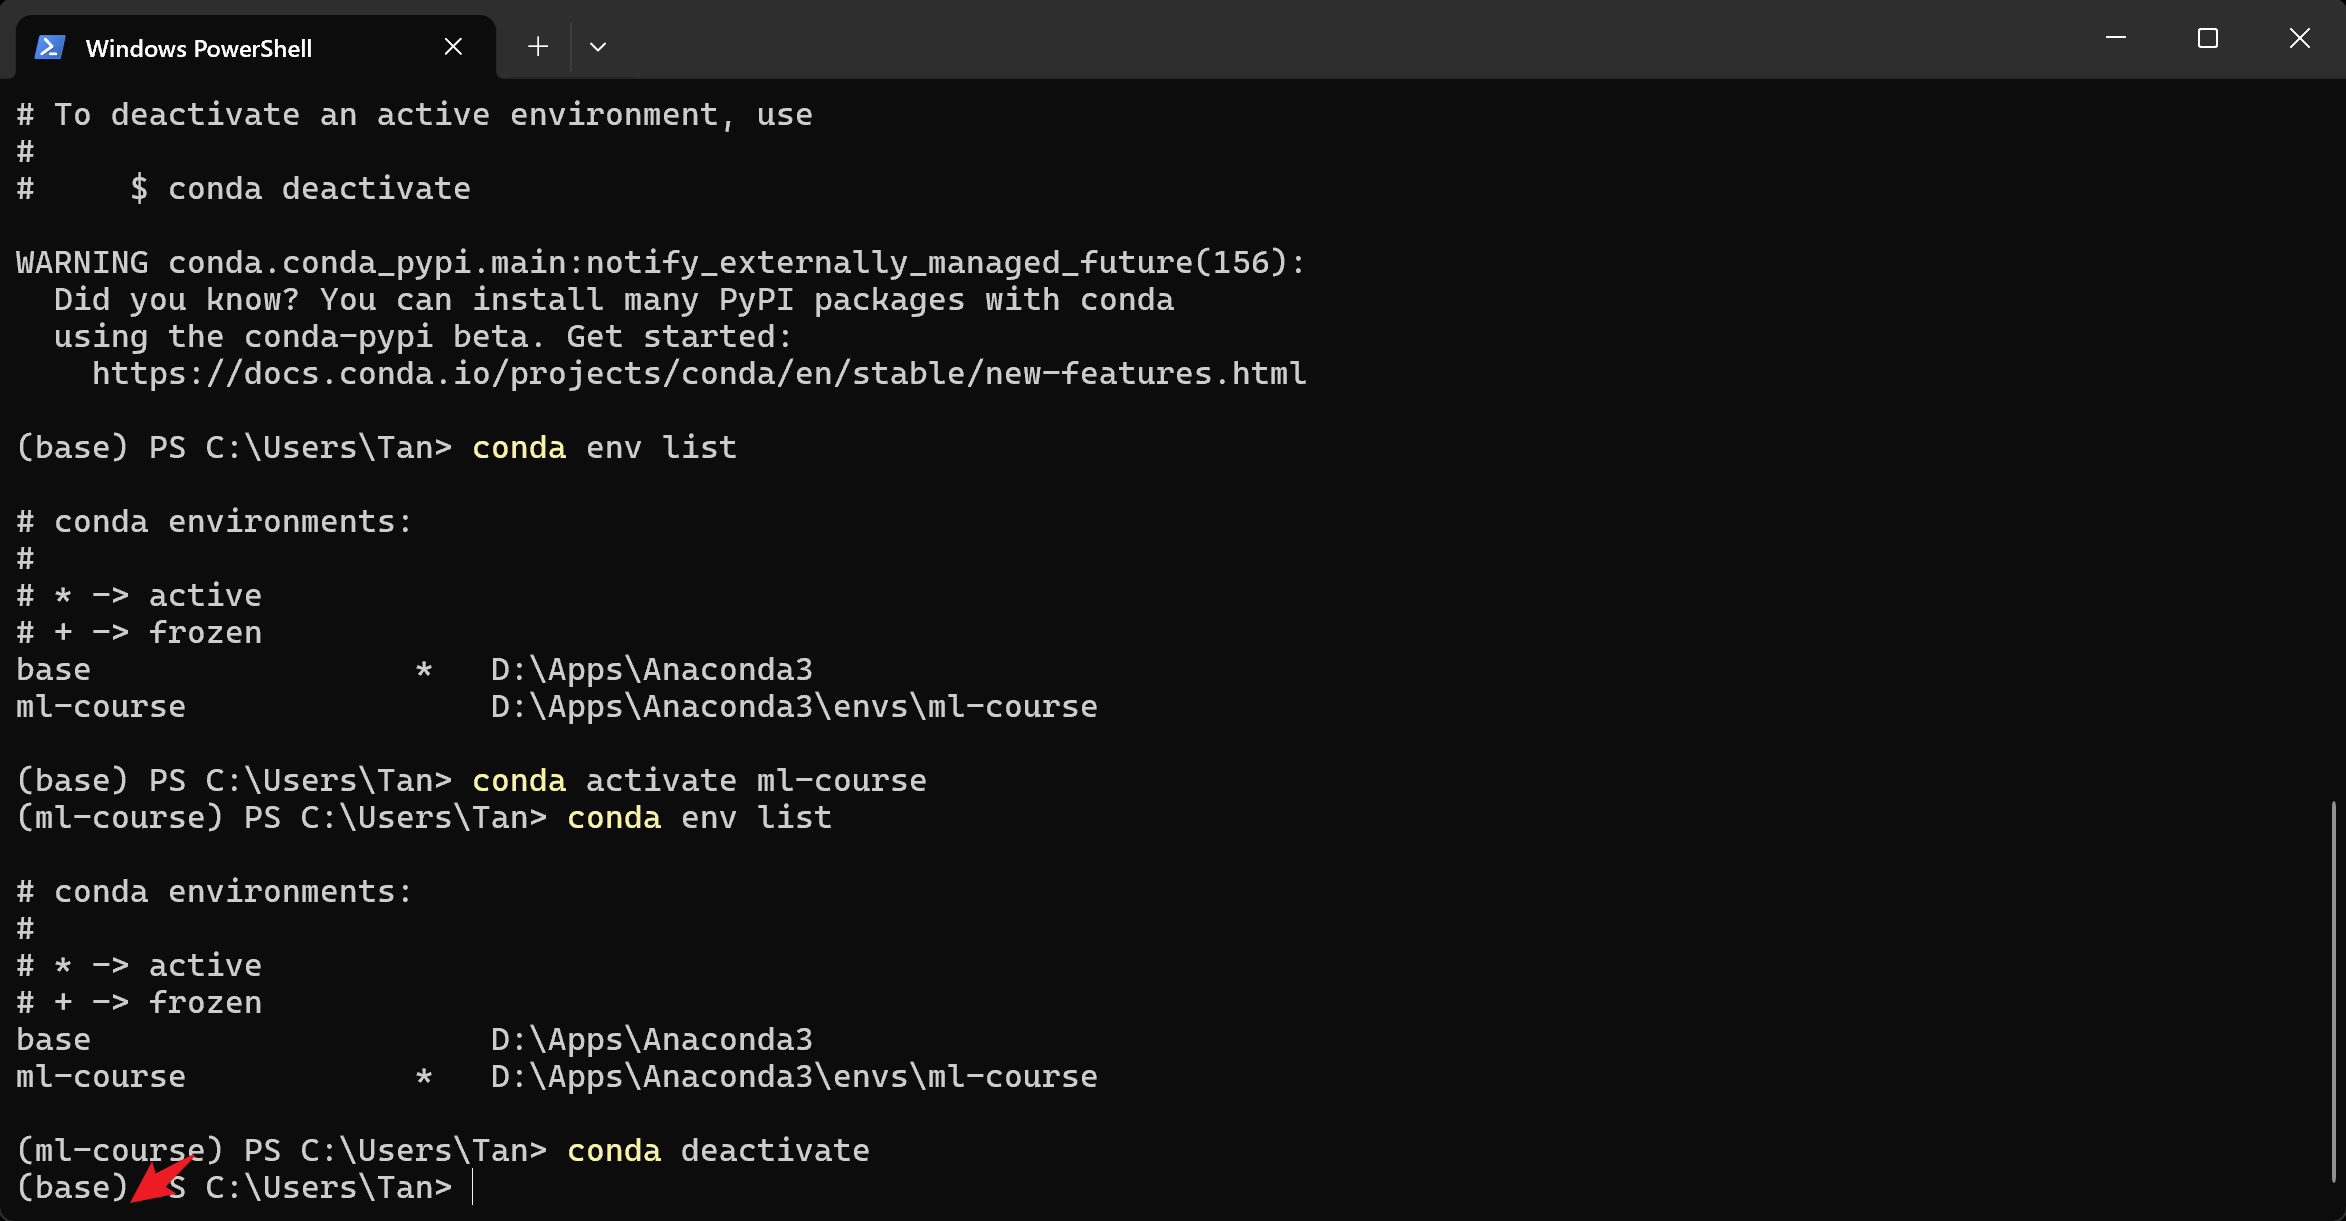 Windows PowerShell
# To deactivate an active environment, use
#
#     $ conda deactivate
WARNING conda.conda_pypi.main:notify_externally_managed_future(156):
  Did you know? You can install many PyPI packages with conda
  using the conda-pypi beta. Get started:
    https://docs.conda.io/projects/conda/en/stable/new-features.html
(base) PS C:\Users\Tan> conda env list
# conda environments:
#
# * -> active
# + -> frozen
base                 *   D:\Apps\Anaconda3
ml-course                D:\Apps\Anaconda3\envs\ml-course
(base) PS C:\Users\Tan> conda activate ml-course
(ml-course) PS C:\Users\Tan> conda env list
# conda environments:
#
# * -> active
# + -> frozen
base                     D:\Apps\Anaconda3
ml-course            *   D:\Apps\Anaconda3\envs\ml-course
(ml-course) PS C:\Users\Tan> conda deactivate
(base) PS C:\Users\Tan>